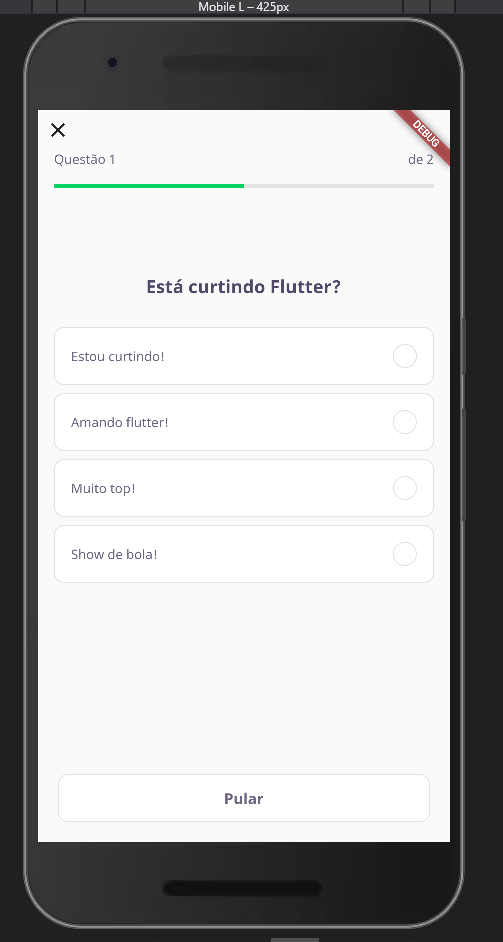 Mobile L – 425px
DEBUG
Questão 1
de 2
Está curtindo Flutter?
Estou curtindo!
Amando flutter!
Muito top!
Show de bola!
Pular